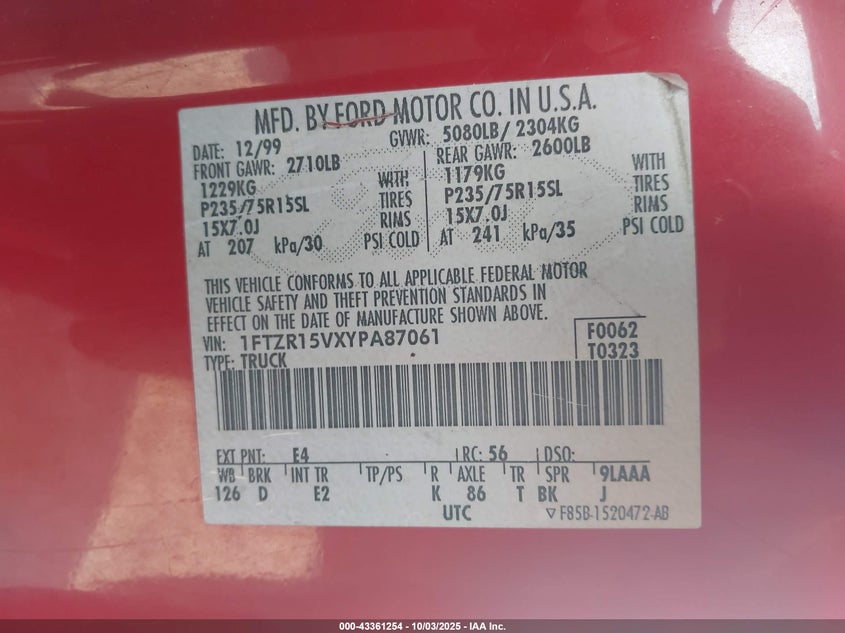 MFD. BY FORD MOTOR CO. IN U.S.A.
DATE: 12/99 GVWR: 5080LB/ 2304KG
FRONT GAWR: 2710LB REAR GAWR: 2600LB
1229KG WITH 1179KG WITH
P235/75R15SL TIRES P235/75R15SL TIRES
15X7.0J RIMS 15X7.0J RIMS
AT 207 kPa/30 PSI COLD AT 241 kPa/35 PSI COLD
THIS VEHICLE CONFORMS TO ALL APPLICABLE FEDERAL MOTOR
VEHICLE SAFETY AND THEFT PREVENTION STANDARDS IN
EFFECT ON THE DATE OF MANUFACTURE SHOWN ABOVE.
VIN: 1FTZR15VXYPA87061 F0062
TYPE: TRUCK T0323
EXT PNT: E4 RC: 56 DSO:
WB BRK INT TR TP/PS R AXLE TR SPR 9LAAA
126 D E2 K 86 T BK J
UTC ▽ F85B-1520472-AB
000-43361254 - 10/03/2025 - IAA Inc.